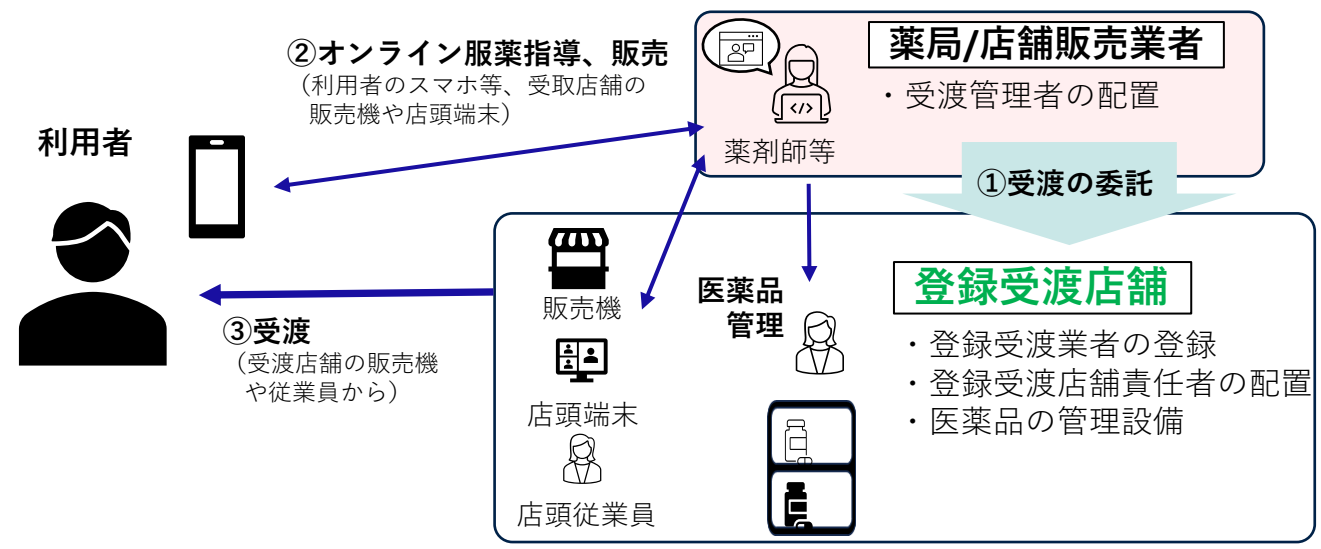 ②オンライン服薬指導、販売
（利用者のスマホ等、受取店舗の
販売機や店頭端末）
利用者
薬局/店舗販売業者
・受渡管理者の配置
</>
薬剤師等
①受渡の委託
③受渡
（受渡店舗の販売機
や従業員から）
販売機
店頭端末
店頭従業員
医薬品
管理
登録受渡店舗
・登録受渡業者の登録
・登録受渡店舗責任者の配置
・医薬品の管理設備